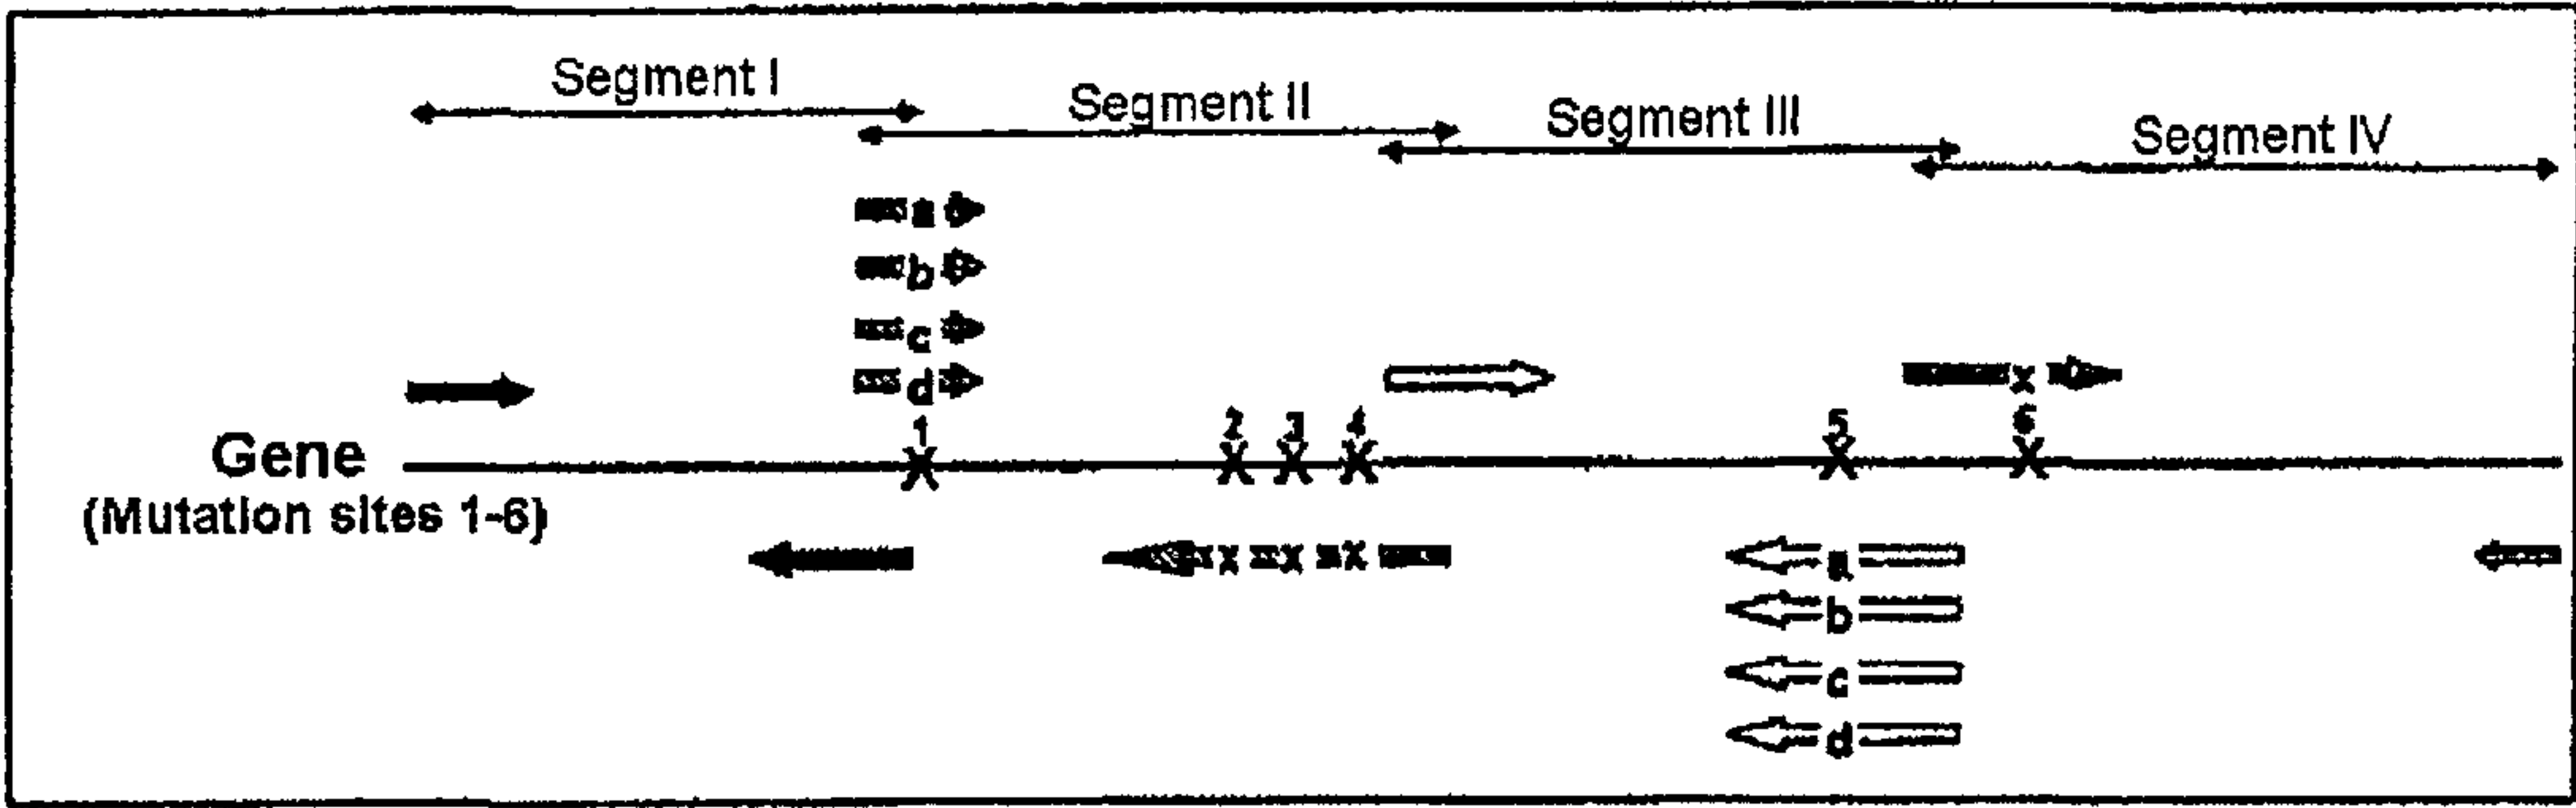 Segment I
Segment II
Segment III
Segment IV
a
b
c
d
x
1
2
3
4
5
6
Gene
X
X
X
X
X
X
(Mutation sites 1-6)
x x x
a
b
c
d